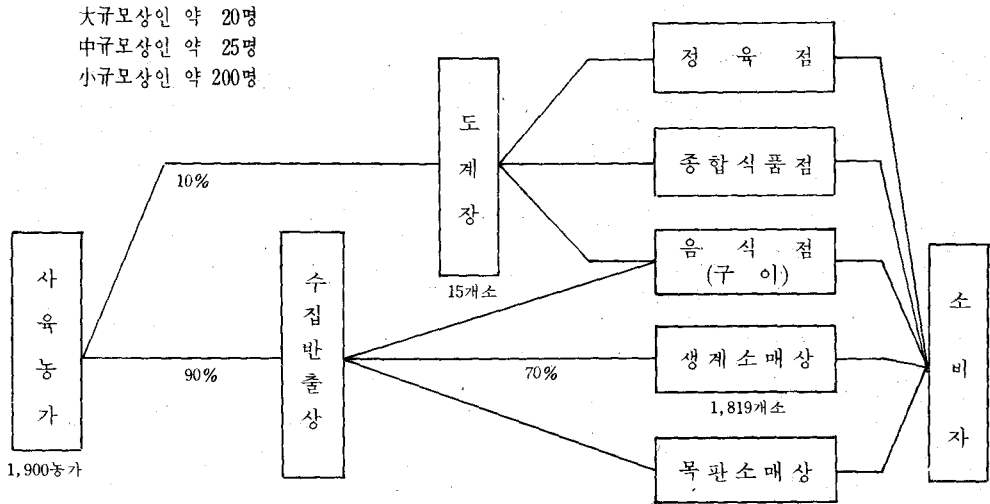 大규모상인 약 20명
中규모상인 약 25명
小규모상인 약 200명
정 육 점
도계장
종합식품점
10%
사육농가
수집반출상
음 식 점
(구 이)
15개소
소비자
90%
70%
생계소매상
1,819개소
목판소매상
1,900농가